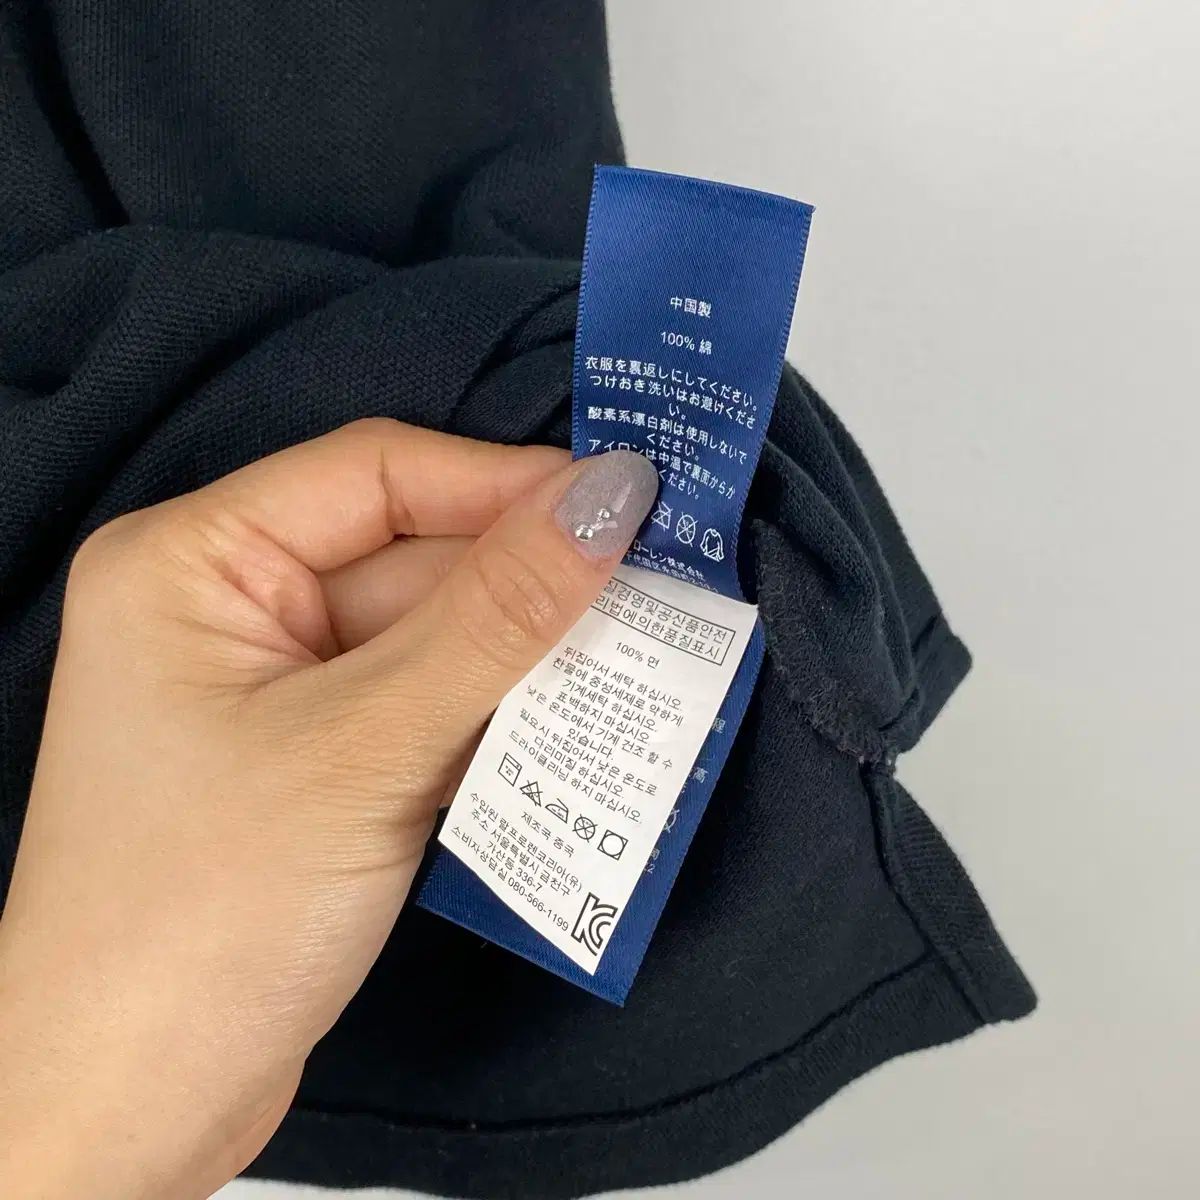 中国製
100% 綿
衣服を裏返しにしてください。
つけおき洗いはお避けくださ
い。
酸素系漂白剤は使用しないで
ください。
アイロンは中温で裏面からか
ください。
ローレン株式会社
질경영및공산품안전
리법에의한품질표시
100% 면
뒤집어서 세탁 하십시오.
찬물에 중성세제로 약하게
기계세탁 하십시오.
표백하지 마십시오.
낮은 온도에서 기계 건조 할 수
있습니다.
필요시 뒤집어서 낮은 온도로
다리미질 하십시오.
드라이클리닝 하지 마십시오.
제조국 중국
수입원 랄프로렌코리아(유)
주소 서울특별시 금천구
가산동 336-7
소비자상담실 080-566-1199
程
高